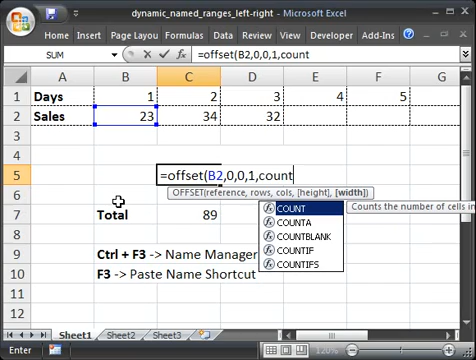 dynamic_named_ranges_left-right - Microsoft Excel
Home Insert Page Layou Formulas Data Review View Developer Add-Ins
SUM =offset(B2,0,0,1,count
A B C D E F G
1 Days 1 2 3 4 5
2 Sales 23 34 32
3
4
5 =offset(B2,0,0,1,count
OFFSET(reference, rows, cols, [height], [width])
6 COUNT Counts the number of cells in
COUNTA
7 Total 89
COUNTBLANK
8 COUNTIF
9 Ctrl + F3 -> Name Manager
COUNTIFS
10 F3 -> Paste Name Shortcut
11
12
Sheet1 Sheet2 Sheet3
Enter 120%